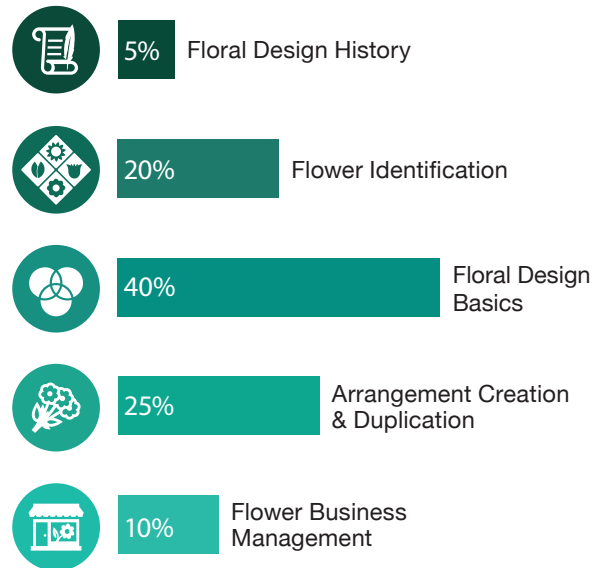 5% Floral Design History
20% Flower Identification
40% Floral Design
Basics
25% Arrangement Creation
& Duplication
10% Flower Business
Management